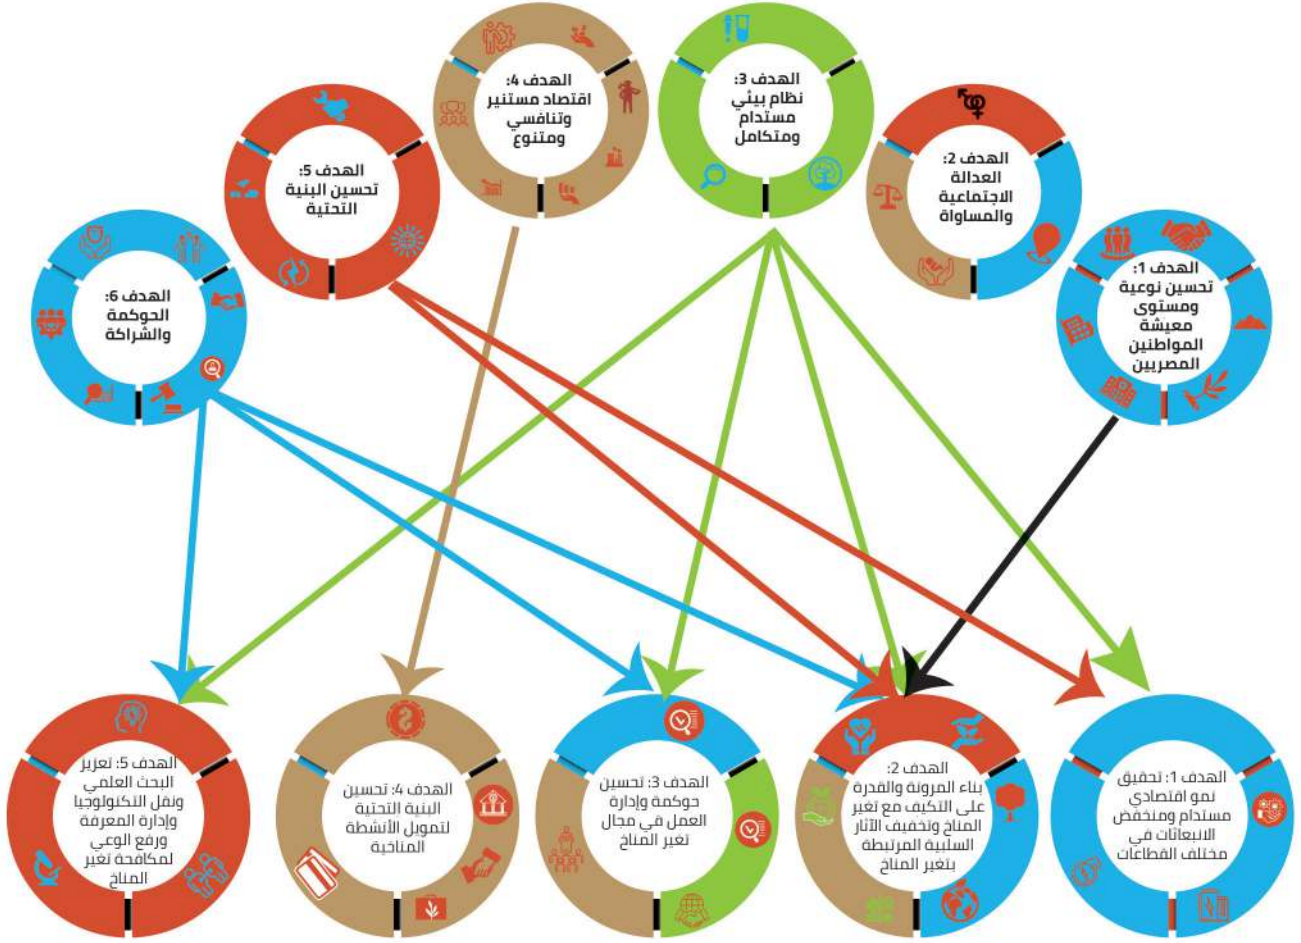 الهدف 1:
تحسين نوعية
ومستوى
معيشة
المواطنين
المصريين
الهدف 2:
العدالة
الاجتماعية
والمساواة
الهدف 3:
نظام بيئي
مستدام
ومتكامل
الهدف 4:
اقتصاد مستنير
وتنافسي
ومتنوع
الهدف 5:
تحسين البنية
التحتية
الهدف 6:
الحوكمة
والشراكة
الهدف 1: تحقيق
نمو اقتصادي
مستدام ومنخفض
الانبعاثات في
مختلف القطاعات
الهدف 2:
بناء المرونة والقدرة
على التكيف مع تغير
المناخ وتخفيف الآثار
السلبية المرتبطة
بتغير المناخ
الهدف 3: تحسين
حوكمة وإدارة
العمل في مجال
تغير المناخ
الهدف 4: تحسين
البنية التحتية
لتمويل الأنشطة
المناخية
الهدف 5: تعزيز
البحث العلمي
ونقل التكنولوجيا
وإدارة المعرفة
ورفع الوعي
لمكافحة تغير
المناخ